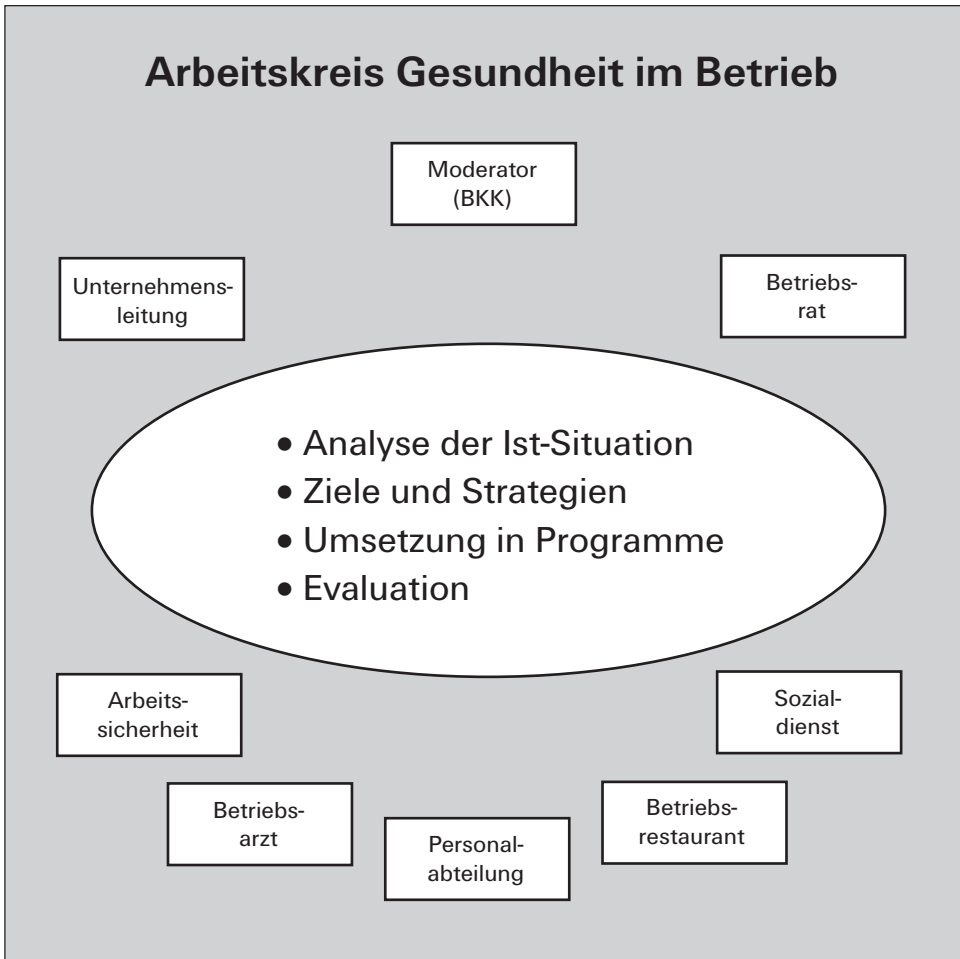 Arbeitskreis Gesundheit im Betrieb
Moderator
(BKK)
Unternehmens-
leitung
Betriebs-
rat
• Analyse der Ist-Situation
• Ziele und Strategien
• Umsetzung in Programme
• Evaluation
Arbeits-
sicherheit
Sozial-
dienst
Betriebs-
arzt
Personal-
abteilung
Betriebs-
restaurant